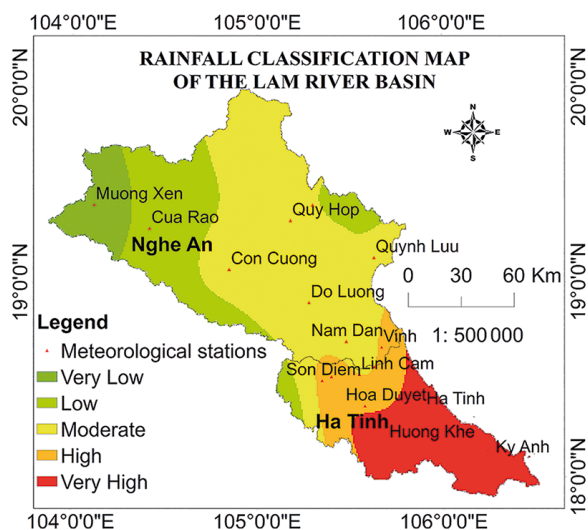 104°0'0"E 105°0'0"E 106°0'0"E
RAINFALL CLASSIFICATION MAP
OF THE LAM RIVER BASIN
20°0'0"N
20°0'0"N
N
W E
S
Muong Xen
Cua Rao
Quy Hop
Nghe An
Con Cuong
Quynh Luu
19°0'0"N
19°0'0"N
0 30 60 Km
Do Luong
Nam Dan
Vinh
1: 500 000
Legend
Meteorological stations
Very Low
Low
Moderate
High
Very High
Son Diem
Linh Cam
Hoa Duyet
Ha Tinh
Ha Tinh
Huong Khe
Ky Anh
18°0'0"N
104°0'0"E 105°0'0"E 106°0'0"E